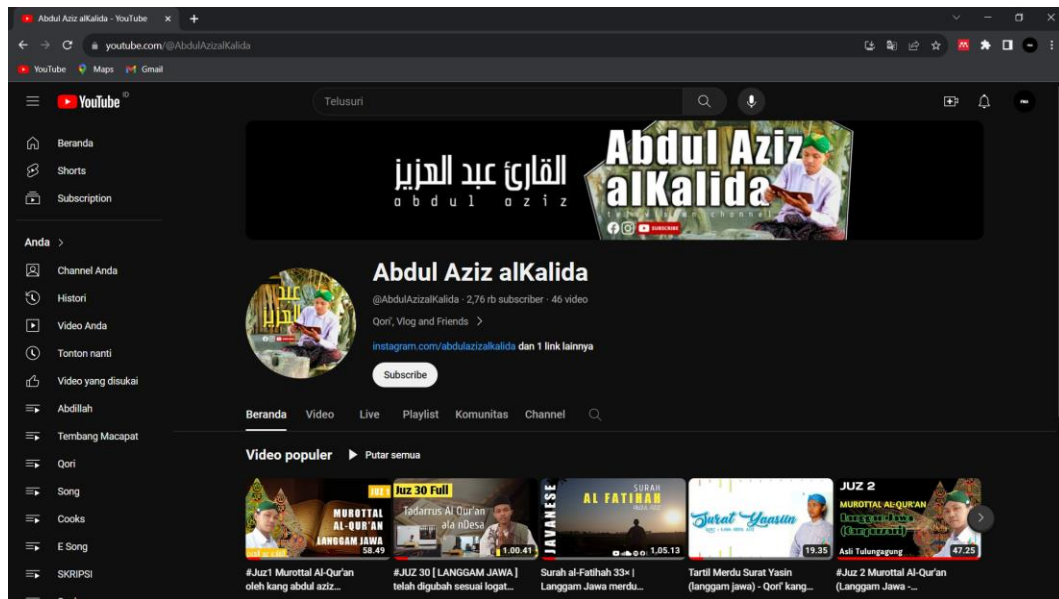 Abdul Aziz alKalida - YouTube
youtube.com/@AbdulAzizalKalida
YouTube Maps Gmail
YouTube ID
Telusuri
Beranda
Shorts
Subscription
Anda
Channel Anda
Histori
Video Anda
Tonton nanti
Video yang disukai
Abdillah
Tembang Macapat
Qori
Song
Cooks
E Song
SKRIPSI
القارئ عبد العزيز
abdul aziz
Abdul Aziz
alKalida
SUBSCRIBE
عبد
العزيز
Abdul Aziz alKalida
@AbdulAzizalKalida · 2,76 rb subscriber · 46 video
Qori', Vlog and Friends
instagram.com/abdulazizalkalida dan 1 link lainnya
Subscribe
Beranda Video Live Playlist Komunitas Channel
Video populer Putar semua
JUZ 1
MUROTTAL
AL-QUR'AN
LANGGAM JAWA
58.49
#Juz1 Murottal Al-Qur'an
oleh kang abdul aziz...
Juz 30 Full
Tadarrus Al Qur'an
ala nDesa
1.00.41
#JUZ 30 [ LANGGAM JAWA ]
telah digubah sesuai logat...
JAVANESE
SURAH
AL FATIHAH
1,05.13
Surah al-Fatihah 33× |
Langgam Jawa merdu...
Surat Yaasiin
19.35
Tartil Merdu Surat Yasin
(langgam jawa) - Qori' kang...
JUZ 2
MUROTTAL AL-QUR'AN
Langgam Jawa
Asli Tulungagung
47.25
#Juz 2 Murottal Al-Qur'an
(Langgam Jawa -...